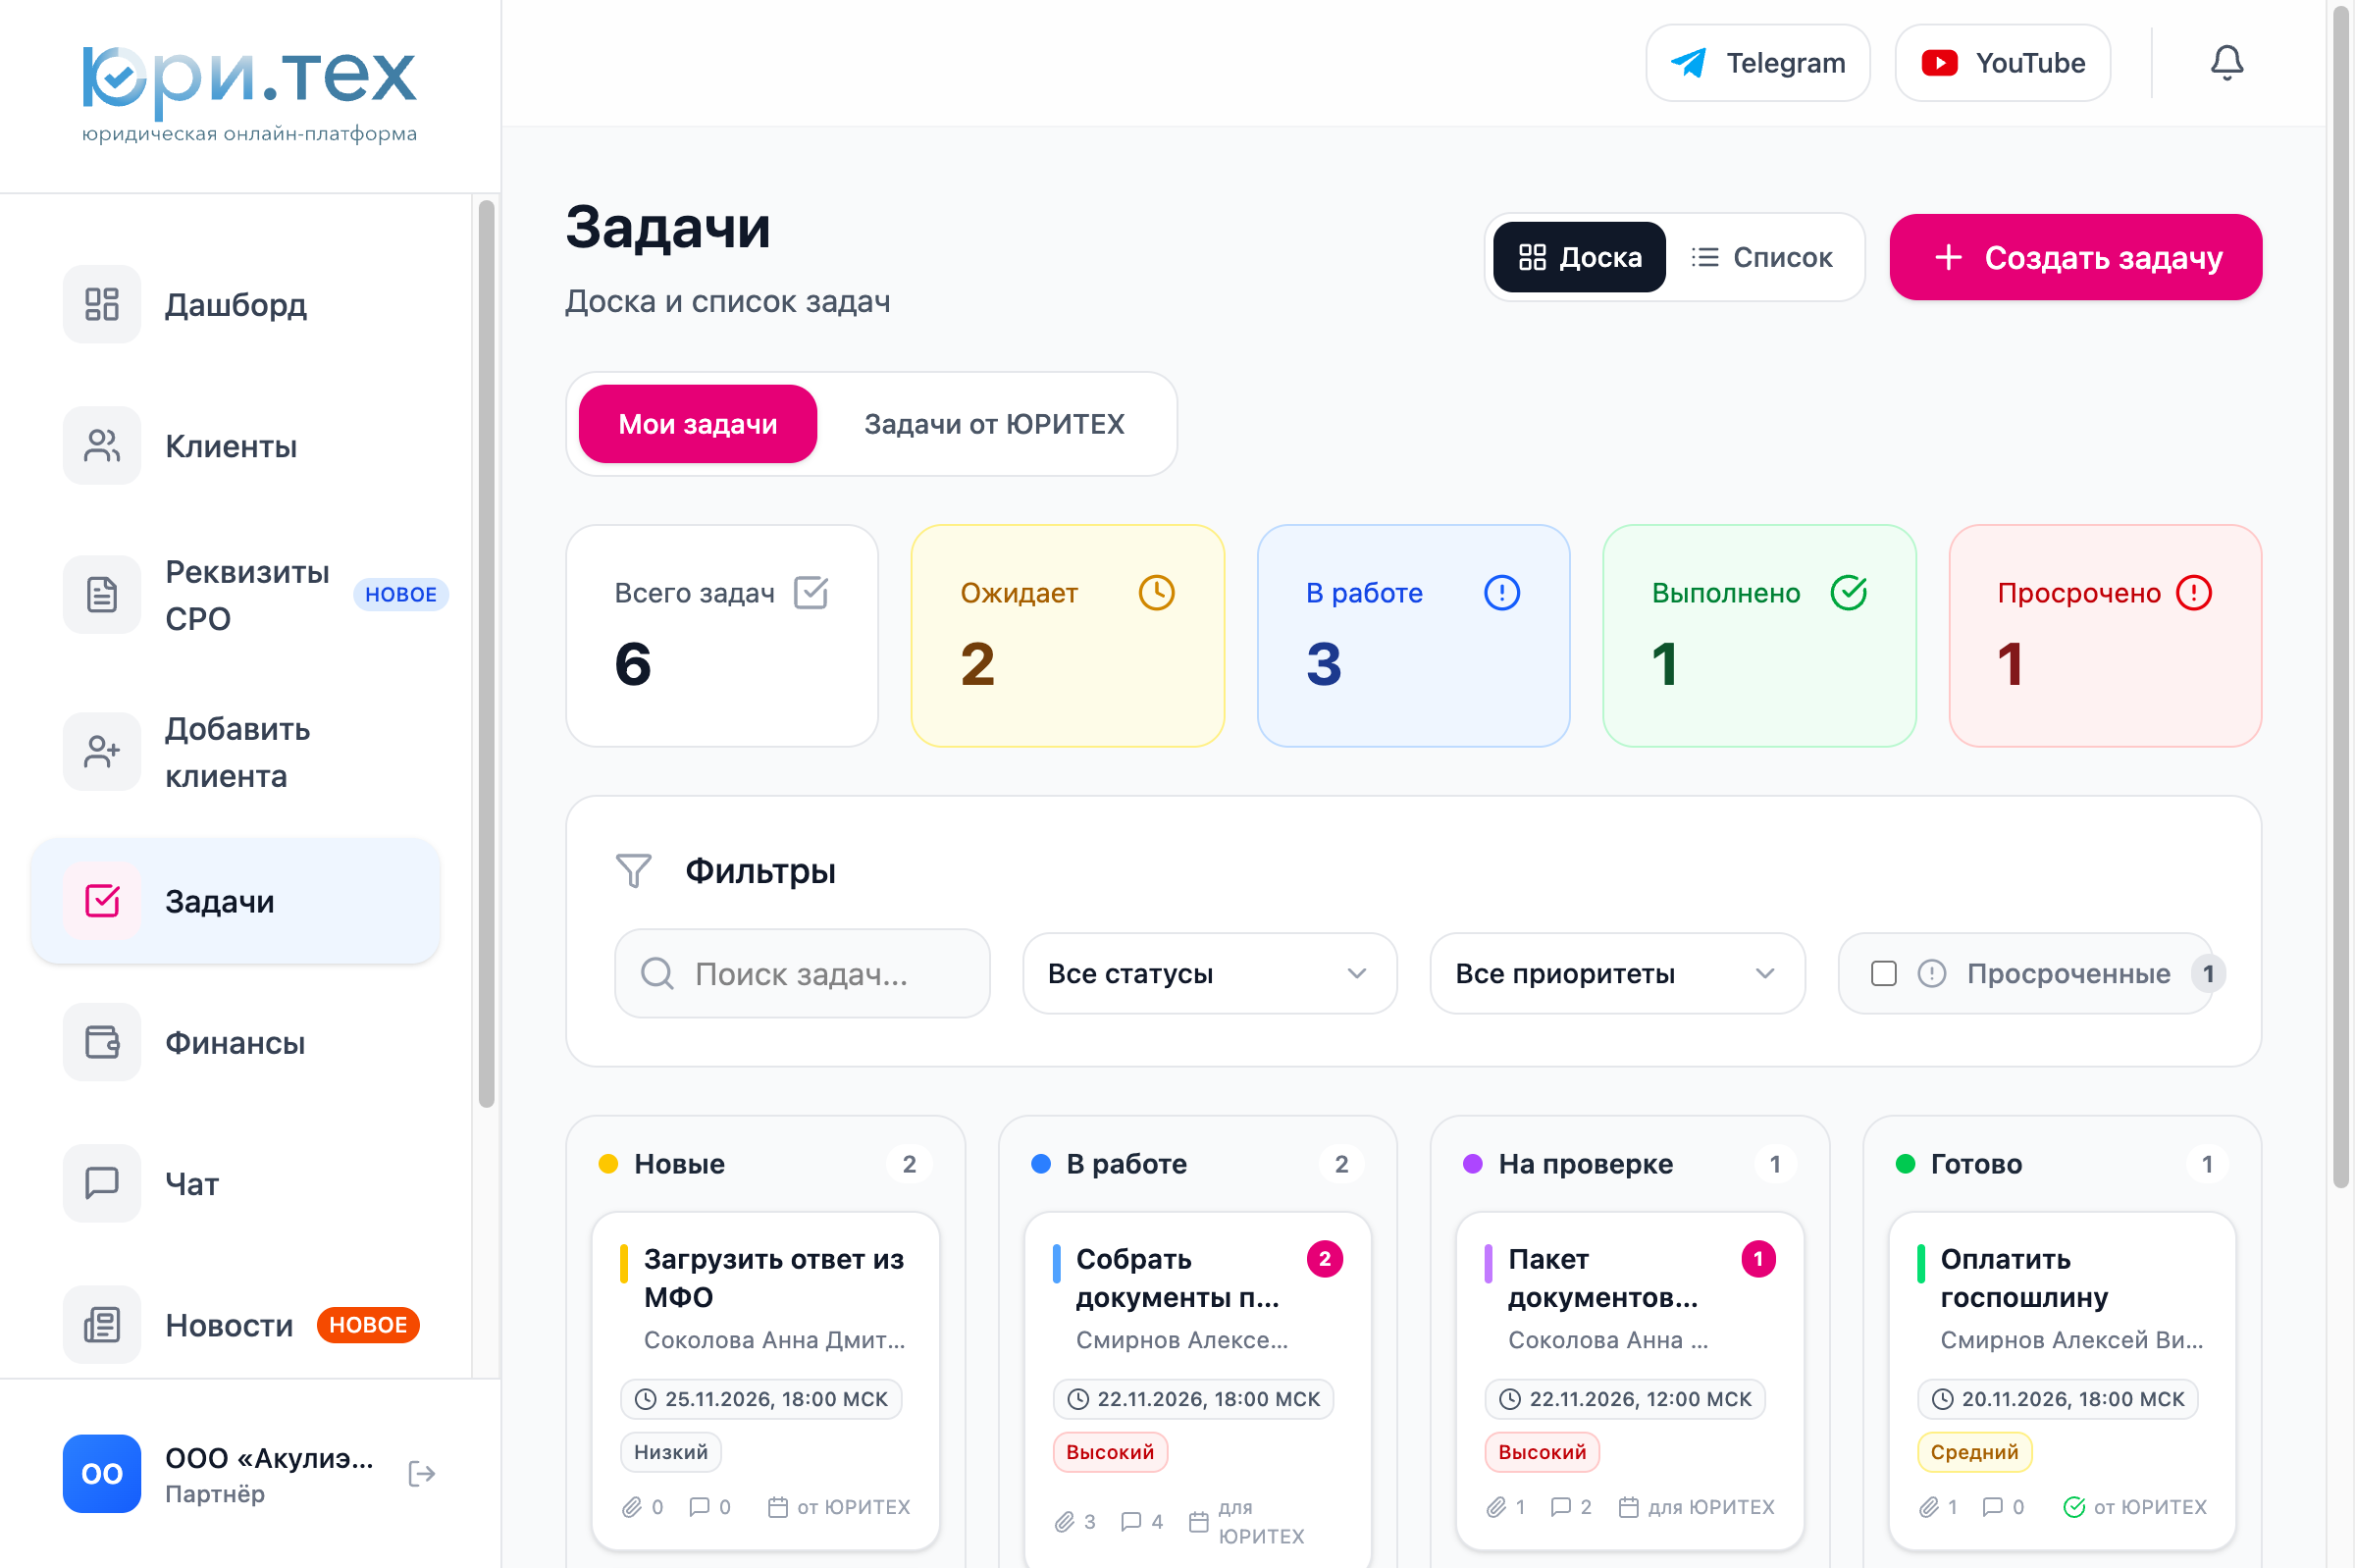 юри.тех
юридическая онлайн-платформа
Telegram
YouTube
Дашборд
Клиенты
Реквизиты
СРО
НОВОЕ
Добавить
клиента
Задачи
Финансы
Чат
Новости
НОВОЕ
ОО
ООО «Акулиэ...
Партнёр
Задачи
Доска и список задач
Доска
Список
Создать задачу
Мои задачи
Задачи от ЮРИТЕХ
Всего задач
6
Ожидает
2
В работе
3
Выполнено
1
Просрочено
1
Фильтры
Поиск задач...
Все статусы
Все приоритеты
Просроченные
1
Новые
2
Загрузить ответ из
МФО
Соколова Анна Дмит...
25.11.2026, 18:00 МСК
Низкий
0
0
от ЮРИТЕХ
В работе
2
Собрать
документы п...
2
Смирнов Алексе...
22.11.2026, 18:00 МСК
Высокий
3
4
для
ЮРИТЕХ
На проверке
1
Пакет
документов...
1
Соколова Анна ...
22.11.2026, 12:00 МСК
Высокий
1
2
для ЮРИТЕХ
Готово
1
Оплатить
госпошлину
Смирнов Алексей Ви...
20.11.2026, 18:00 МСК
Средний
1
0
от ЮРИТЕХ